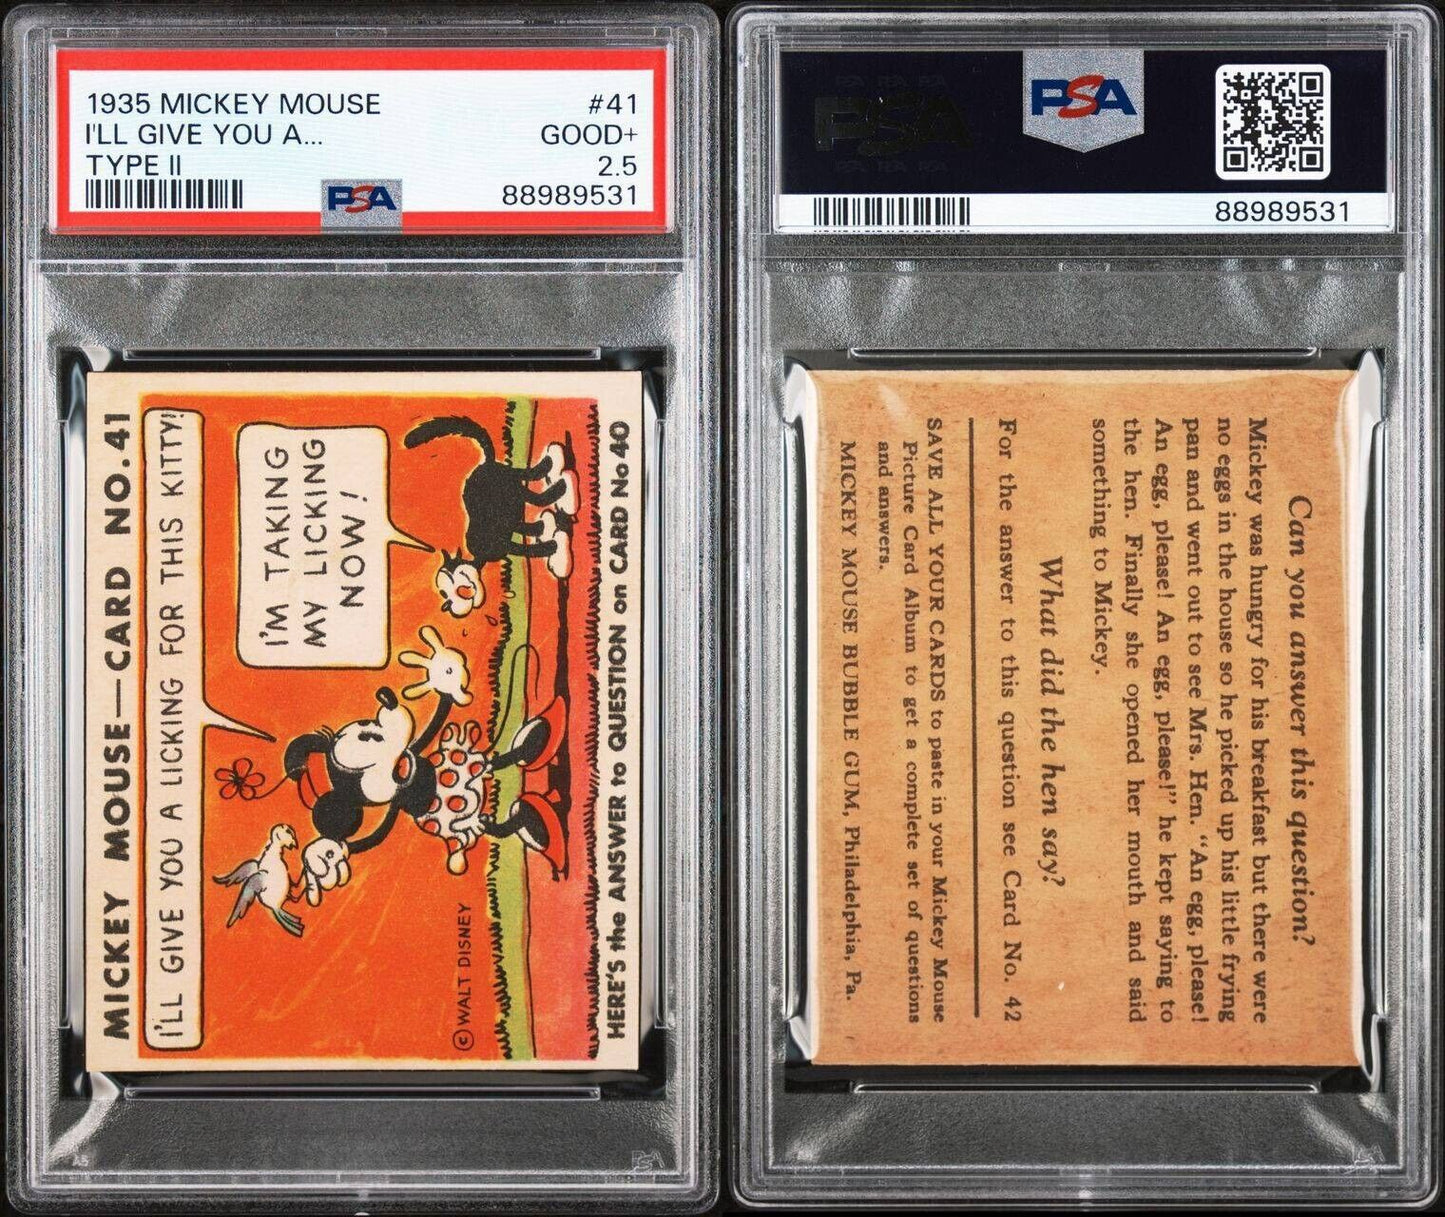 1935 MICKEY MOUSE #41
I'LL GIVE YOU A... GOOD+
TYPE II 2.5
PSA 88989531
MICKEY MOUSE—CARD NO. 41
I'LL GIVE YOU A LICKING FOR THIS KITTY!
I'M TAKING
MY LICKING
NOW!
© WALT DISNEY
HERE'S the ANSWER to QUESTION on CARD No 40
PSA
PSA
88989531
Can you answer this question?
Mickey was hungry for his breakfast but there were
no eggs in the house so he picked up his little frying
pan and went out to see Mrs. Hen. "An egg, please!
An egg, please! An egg, please!" he kept saying to
the hen. Finally she opened her mouth and said
something to Mickey.
What did the hen say?
For the answer to this question see Card No. 42
SAVE ALL YOUR CARDS to paste in your Mickey Mouse
Picture Card Album to get a complete set of questions
and answers.
MICKEY MOUSE BUBBLE GUM, Philadelphia, Pa.